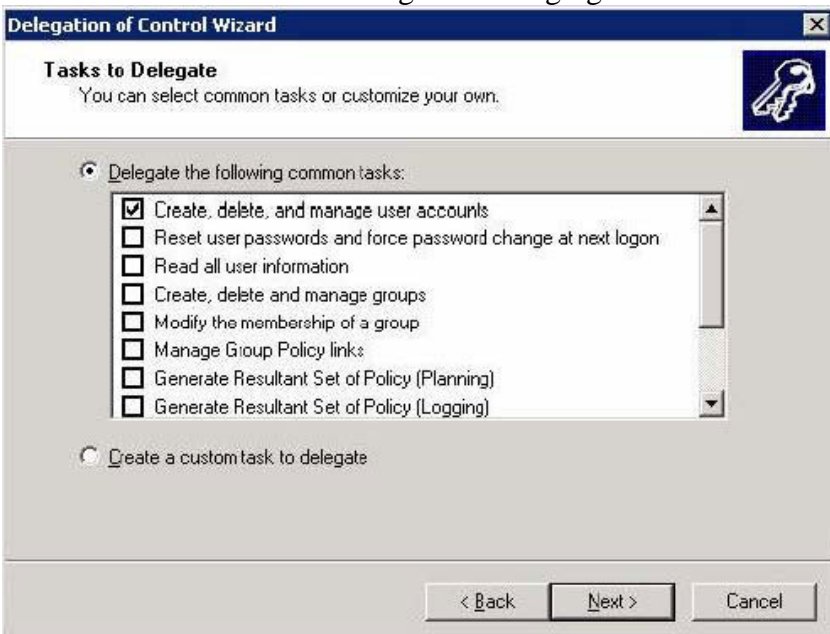 Delegation of Control Wizard
Tasks to Delegate
You can select common tasks or customize your own.
Delegate the following common tasks:
Create, delete, and manage user accounts
Reset user passwords and force password change at next logon
Read all user information
Create, delete and manage groups
Modify the membership of a group
Manage Group Policy links
Generate Resultant Set of Policy (Planning)
Generate Resultant Set of Policy (Logging)
Create a custom task to delegate
< Back Next > Cancel